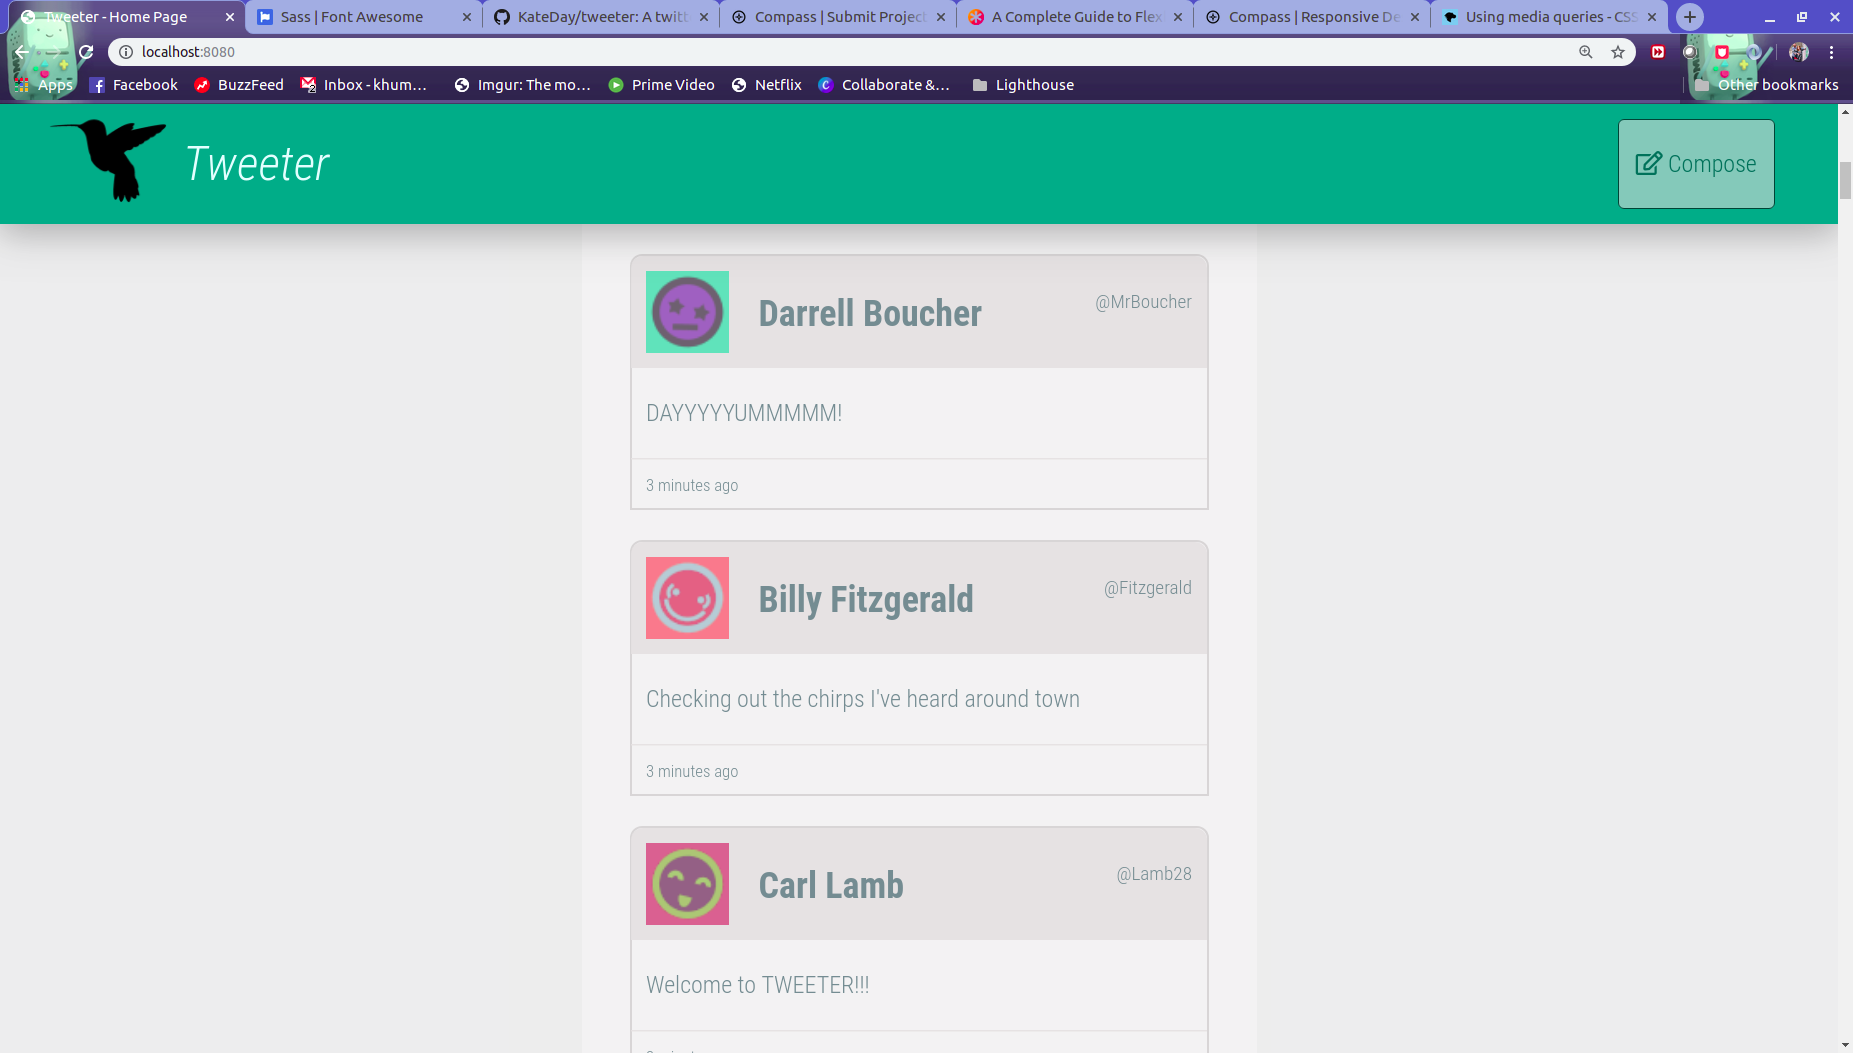 Tweeter - Home Page
Sass | Font Awesome
KateDay/tweeter: A twitt
Compass | Submit Project
A Complete Guide to Flex
Compass | Responsive De
Using media queries - CSS
localhost:8080
Apps
Facebook
BuzzFeed
Inbox - khum...
Imgur: The mo...
Prime Video
Netflix
Collaborate &...
Lighthouse
Other bookmarks
Tweeter
Compose
Darrell Boucher
@MrBoucher
DAYYYYYUMMMMM!
3 minutes ago
Billy Fitzgerald
@Fitzgerald
Checking out the chirps I've heard around town
3 minutes ago
Carl Lamb
@Lamb28
Welcome to TWEETER!!!